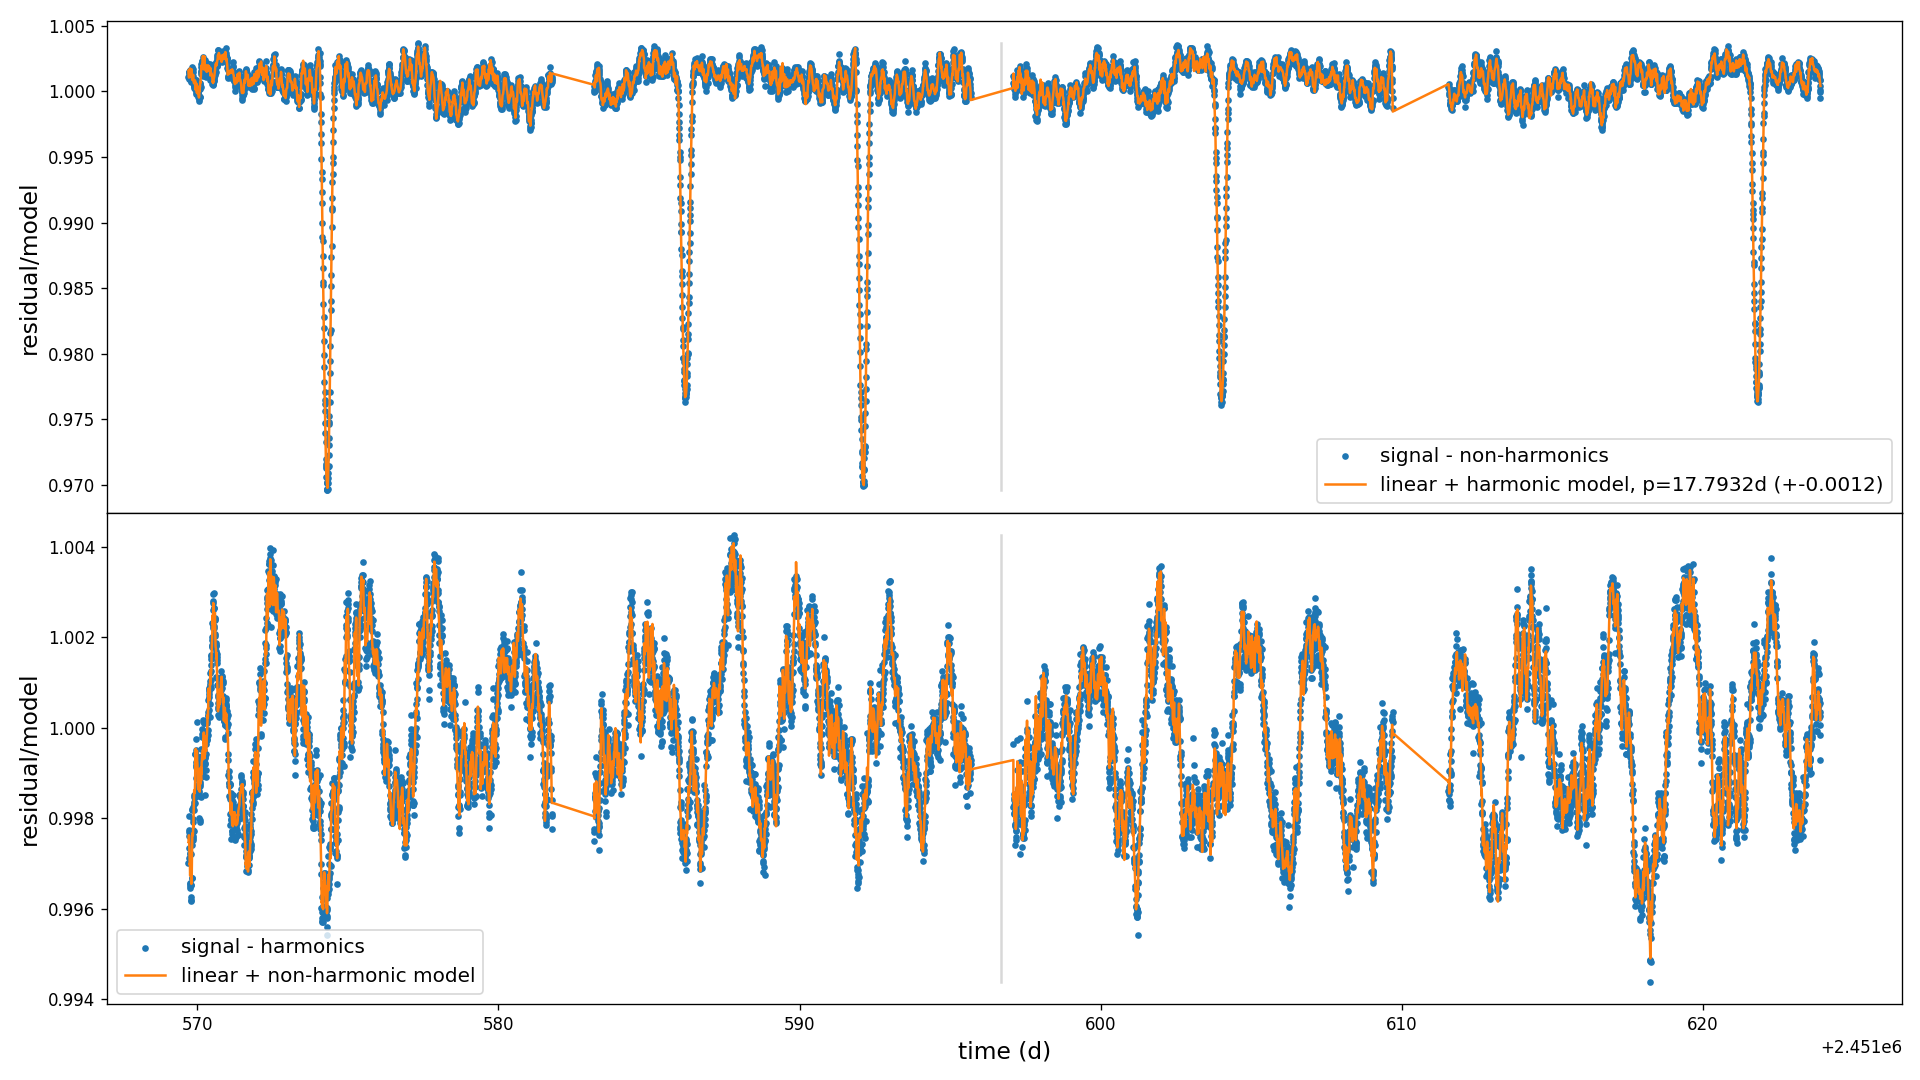 1.005
1.000
0.995
0.990
0.985
0.980
0.975
0.970
residual/model
signal - non-harmonics
linear + harmonic model, p=17.7932d (+-0.0012)
1.004
1.002
1.000
0.998
0.996
0.994
residual/model
signal - harmonics
linear + non-harmonic model
570
580
590
600
610
620
time (d)
+2.451e6